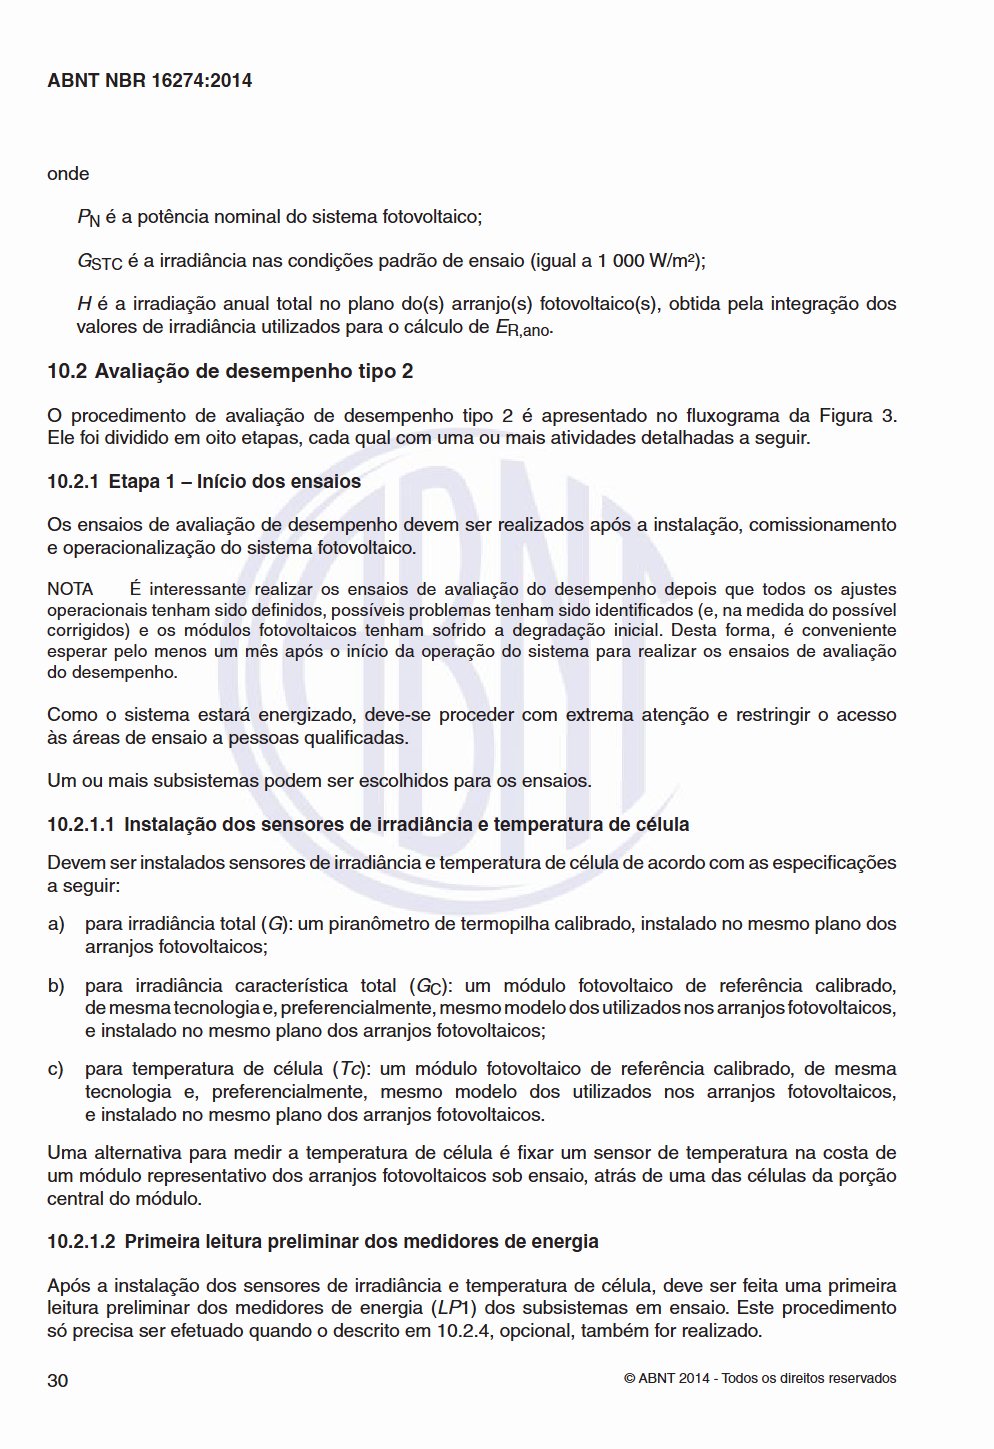 ABNT NBR 16274:2014
onde
PN é a potência nominal do sistema fotovoltaico;
GSTC é a irradiância nas condições padrão de ensaio (igual a 1 000 W/m²);
H é a irradiação anual total no plano do(s) arranjo(s) fotovoltaico(s), obtida pela integração dos
valores de irradiância utilizados para o cálculo de ER,ano.
10.2 Avaliação de desempenho tipo 2
O procedimento de avaliação de desempenho tipo 2 é apresentado no fluxograma da Figura 3.
Ele foi dividido em oito etapas, cada qual com uma ou mais atividades detalhadas a seguir.
10.2.1 Etapa 1 – Início dos ensaios
Os ensaios de avaliação de desempenho devem ser realizados após a instalação, comissionamento
e operacionalização do sistema fotovoltaico.
NOTA É interessante realizar os ensaios de avaliação do desempenho depois que todos os ajustes
operacionais tenham sido definidos, possíveis problemas tenham sido identificados (e, na medida do possível
corrigidos) e os módulos fotovoltaicos tenham sofrido a degradação inicial. Desta forma, é conveniente
esperar pelo menos um mês após o início da operação do sistema para realizar os ensaios de avaliação
do desempenho.
Como o sistema estará energizado, deve-se proceder com extrema atenção e restringir o acesso
às áreas de ensaio a pessoas qualificadas.
Um ou mais subsistemas podem ser escolhidos para os ensaios.
10.2.1.1 Instalação dos sensores de irradiância e temperatura de célula
Devem ser instalados sensores de irradiância e temperatura de célula de acordo com as especificações
a seguir:
a) para irradiância total (G): um piranômetro de termopilha calibrado, instalado no mesmo plano dos
arranjos fotovoltaicos;
b) para irradiância característica total (GC): um módulo fotovoltaico de referência calibrado,
de mesma tecnologia e, preferencialmente, mesmo modelo dos utilizados nos arranjos fotovoltaicos,
e instalado no mesmo plano dos arranjos fotovoltaicos;
c) para temperatura de célula (Tc): um módulo fotovoltaico de referência calibrado, de mesma
tecnologia e, preferencialmente, mesmo modelo dos utilizados nos arranjos fotovoltaicos,
e instalado no mesmo plano dos arranjos fotovoltaicos.
Uma alternativa para medir a temperatura de célula é fixar um sensor de temperatura na costa de
um módulo representativo dos arranjos fotovoltaicos sob ensaio, atrás de uma das células da porção
central do módulo.
10.2.1.2 Primeira leitura preliminar dos medidores de energia
Após a instalação dos sensores de irradiância e temperatura de célula, deve ser feita uma primeira
leitura preliminar dos medidores de energia (LP1) dos subsistemas em ensaio. Este procedimento
só precisa ser efetuado quando o descrito em 10.2.4, opcional, também for realizado.
30
© ABNT 2014 - Todos os direitos reservados
ABNT